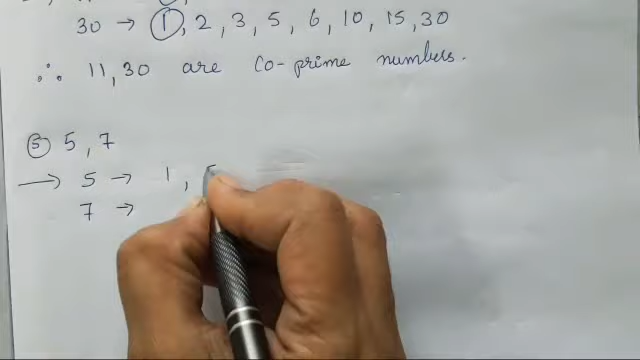 30 → 1, 2, 3, 5, 6, 10, 15, 30
∴ 11, 30 are Co-prime numbers.
⑤ 5, 7
→ 5 → 1, 5
7 →